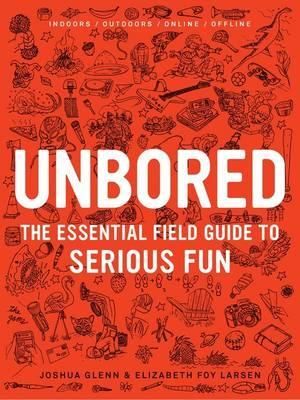 INDOORS / OUTDOORS / ONLINE / OFFLINE
UNBORED
THE ESSENTIAL FIELD GUIDE TO
SERIOUS FUN
JOSHUA GLENN & ELIZABETH FOY LARSEN